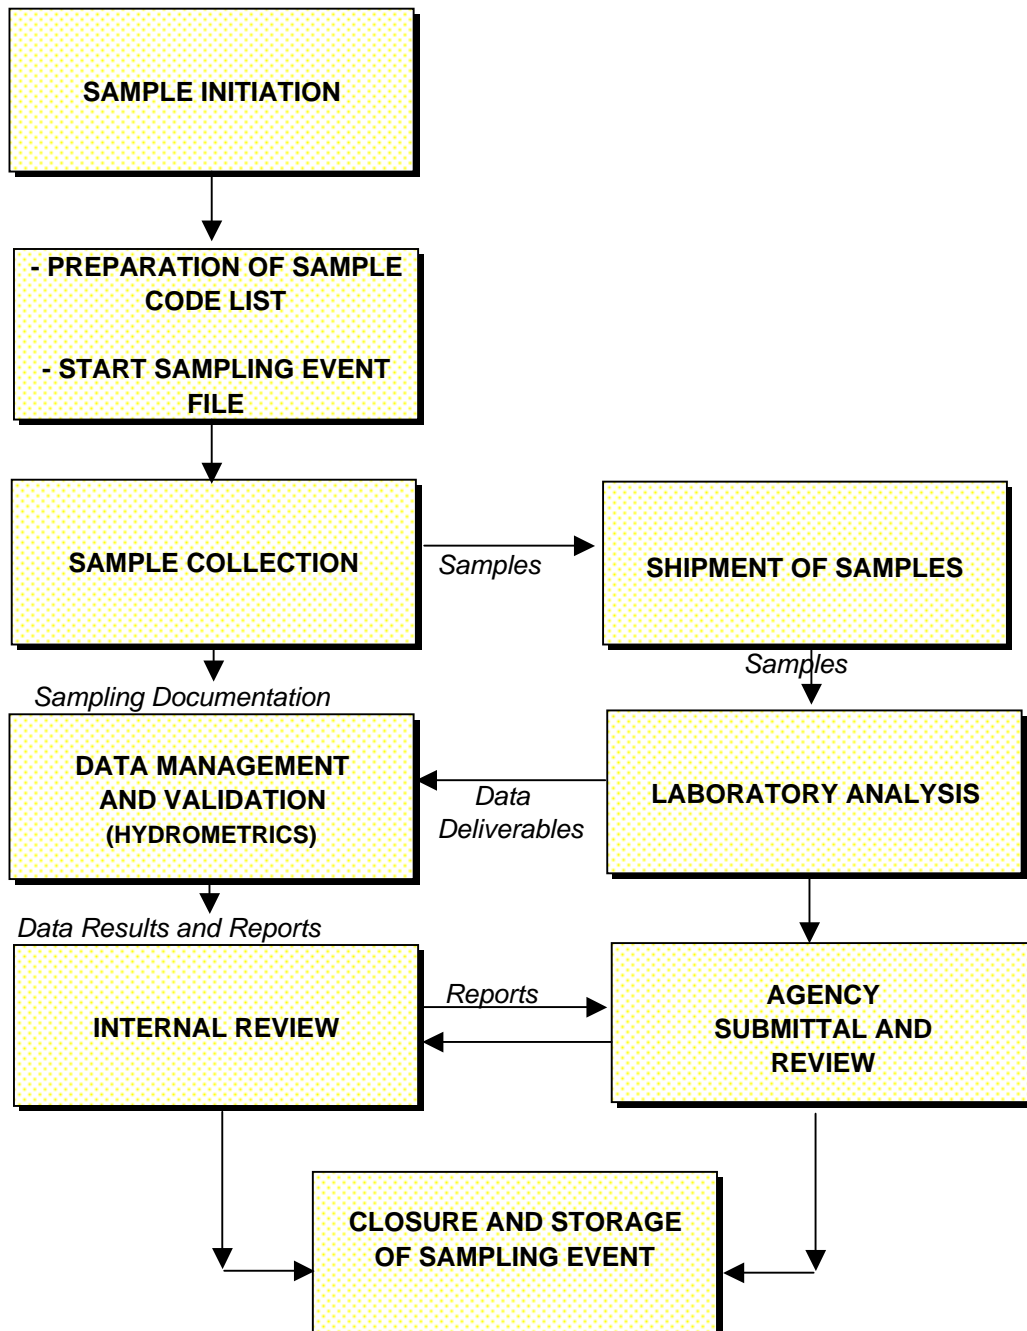 SAMPLE INITIATION
- PREPARATION OF SAMPLE
CODE LIST
- START SAMPLING EVENT
FILE
SAMPLE COLLECTION
Samples
SHIPMENT OF SAMPLES
Samples
Sampling Documentation
DATA MANAGEMENT
AND VALIDATION
(HYDROMETRICS)
Data
Deliverables
LABORATORY ANALYSIS
Data Results and Reports
INTERNAL REVIEW
Reports
AGENCY
SUBMITTAL AND
REVIEW
CLOSURE AND STORAGE
OF SAMPLING EVENT